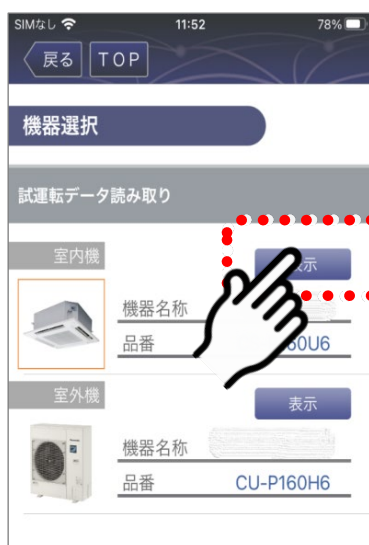 SIMなし 11:52 78%
戻る TOP
機器選択
試運転データ読み取り
室内機
示
機器名称
品番 60U6
室外機
表示
機器名称
品番 CU-P160H6